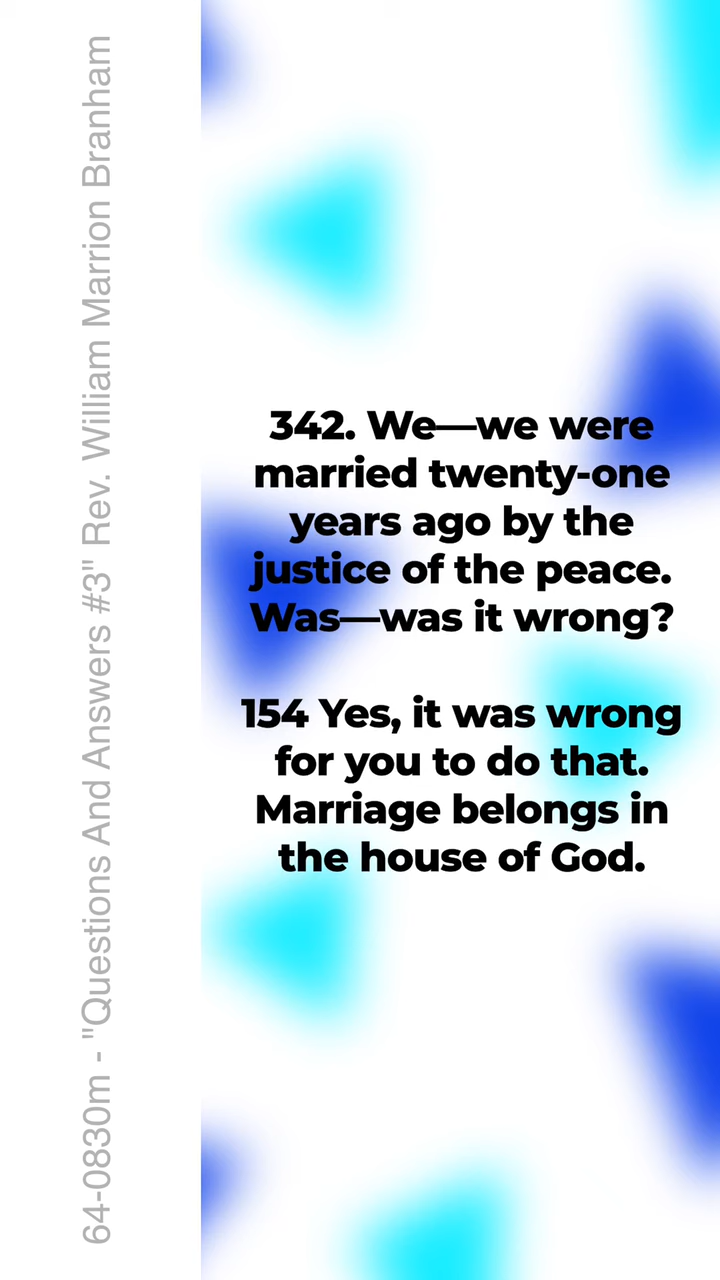 64-0830m - "Questions And Answers #3" Rev. William Marrion Branham
342. We—we were
married twenty-one
years ago by the
justice of the peace.
Was—was it wrong?
154 Yes, it was wrong
for you to do that.
Marriage belongs in
the house of God.